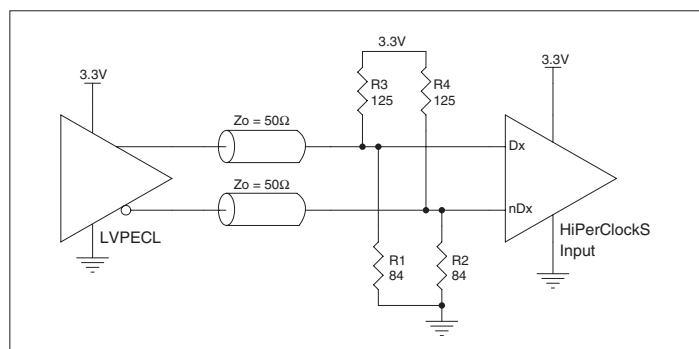 3.3V
3.3V
3.3V
R3
125
R4
125
Zo = 50Ω
Dx
Zo = 50Ω
nDx
LVPECL
HiPerClockS
Input
R1
84
R2
84